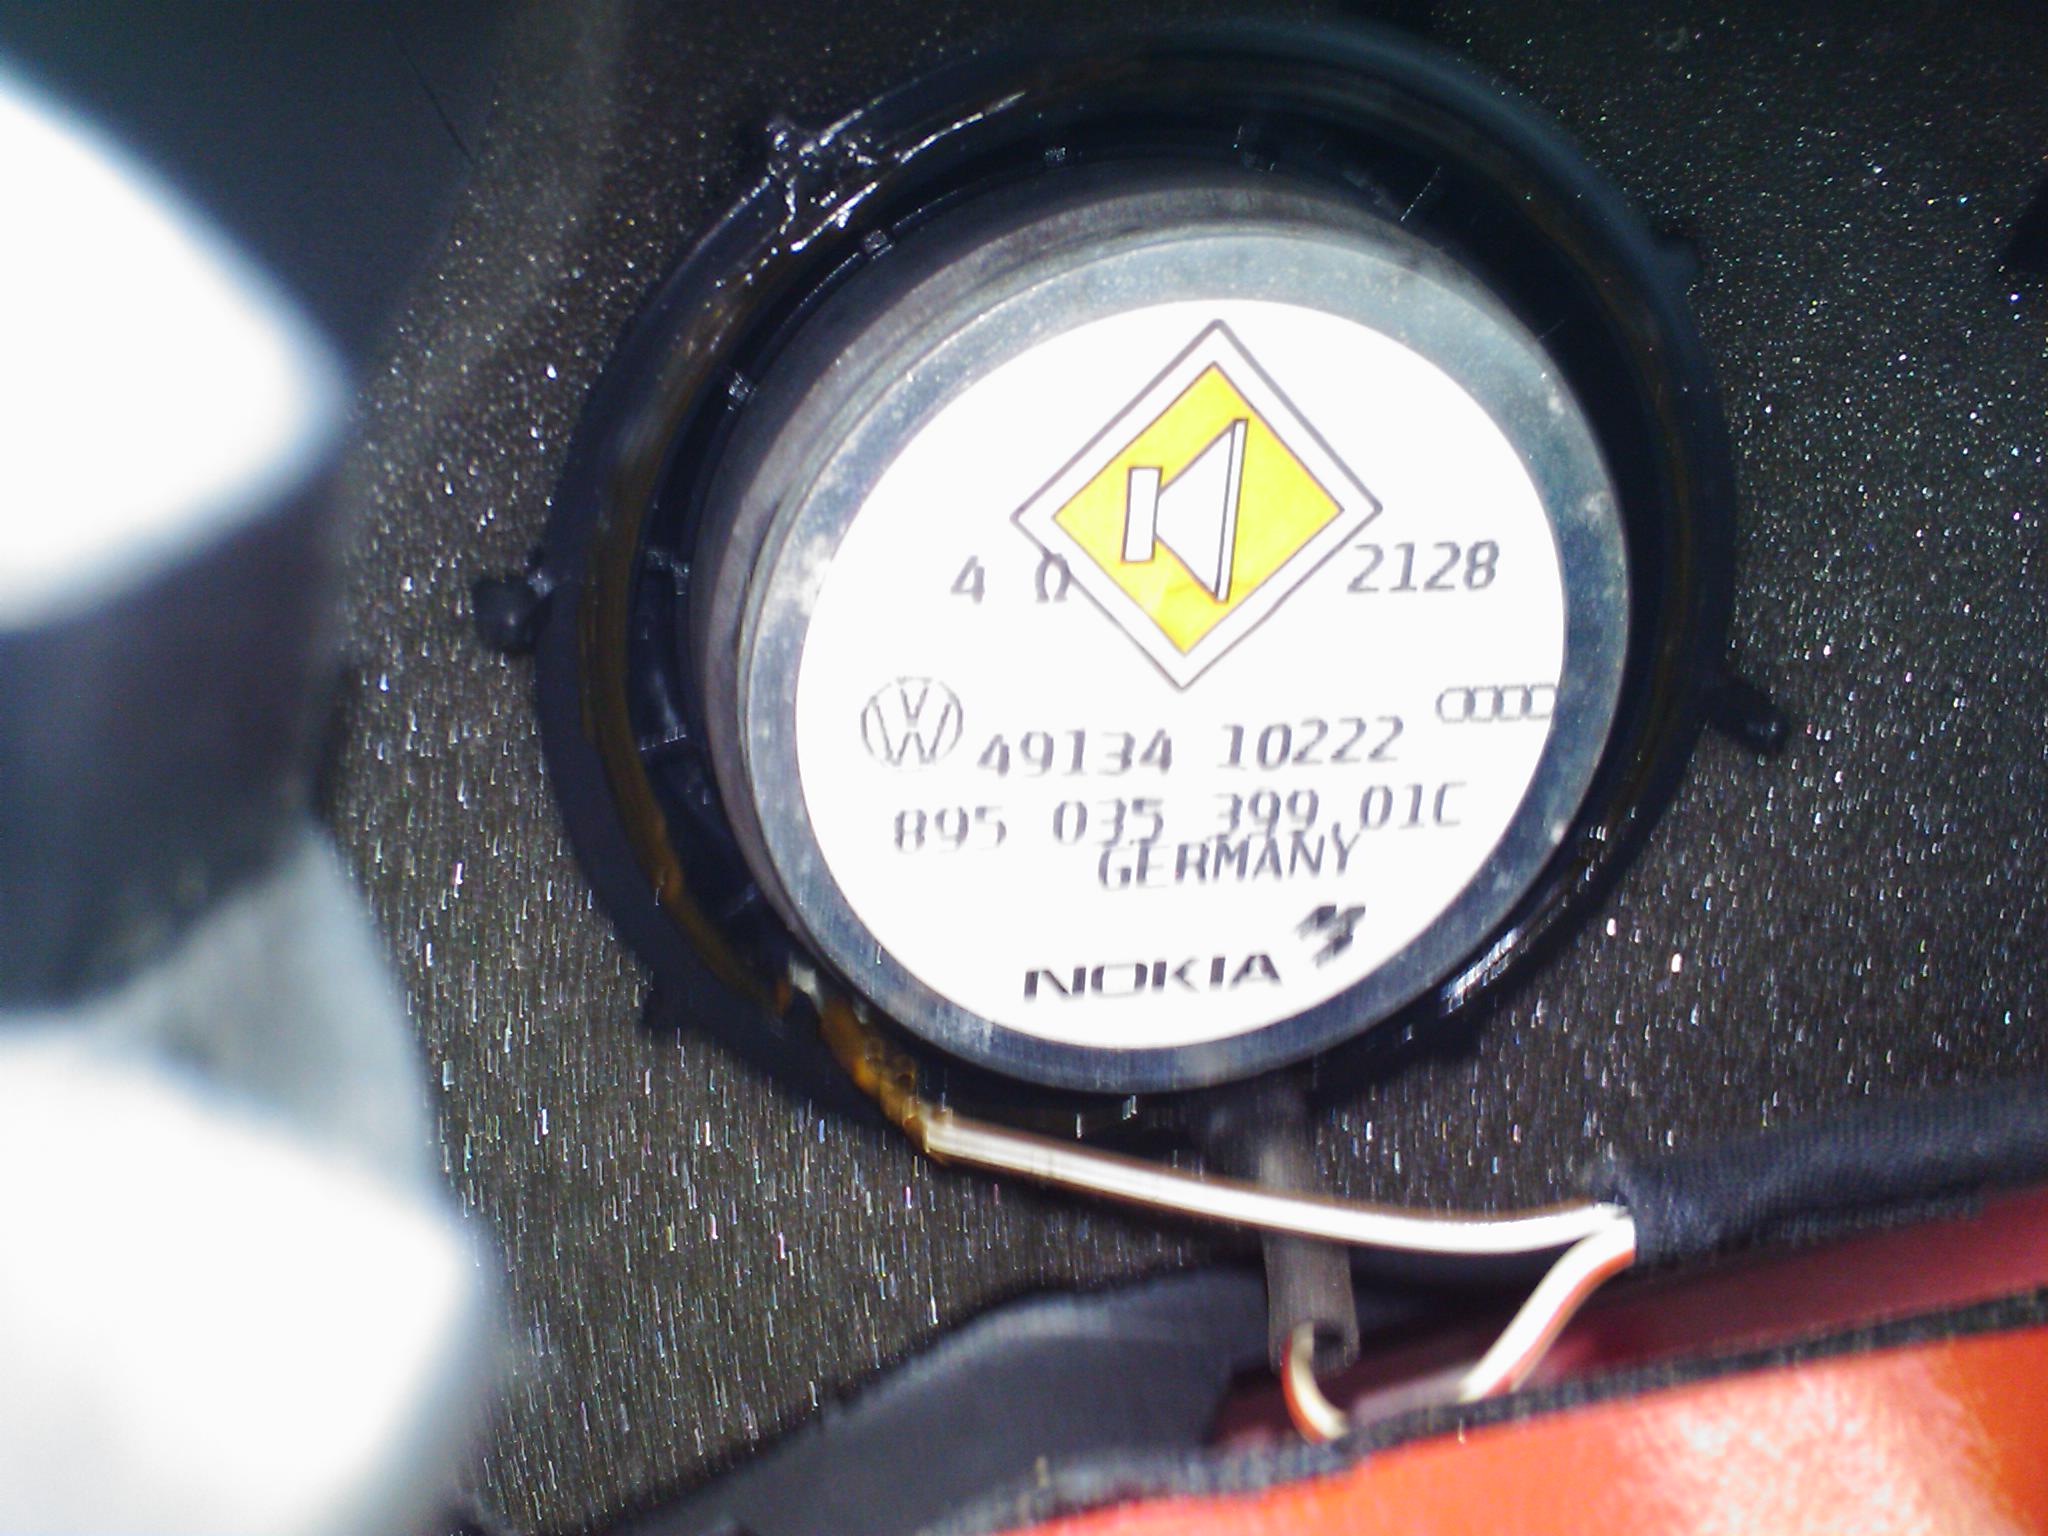 4 Ω 2128
49134 10222
895 035 399 01C
GERMANY
NOKIA